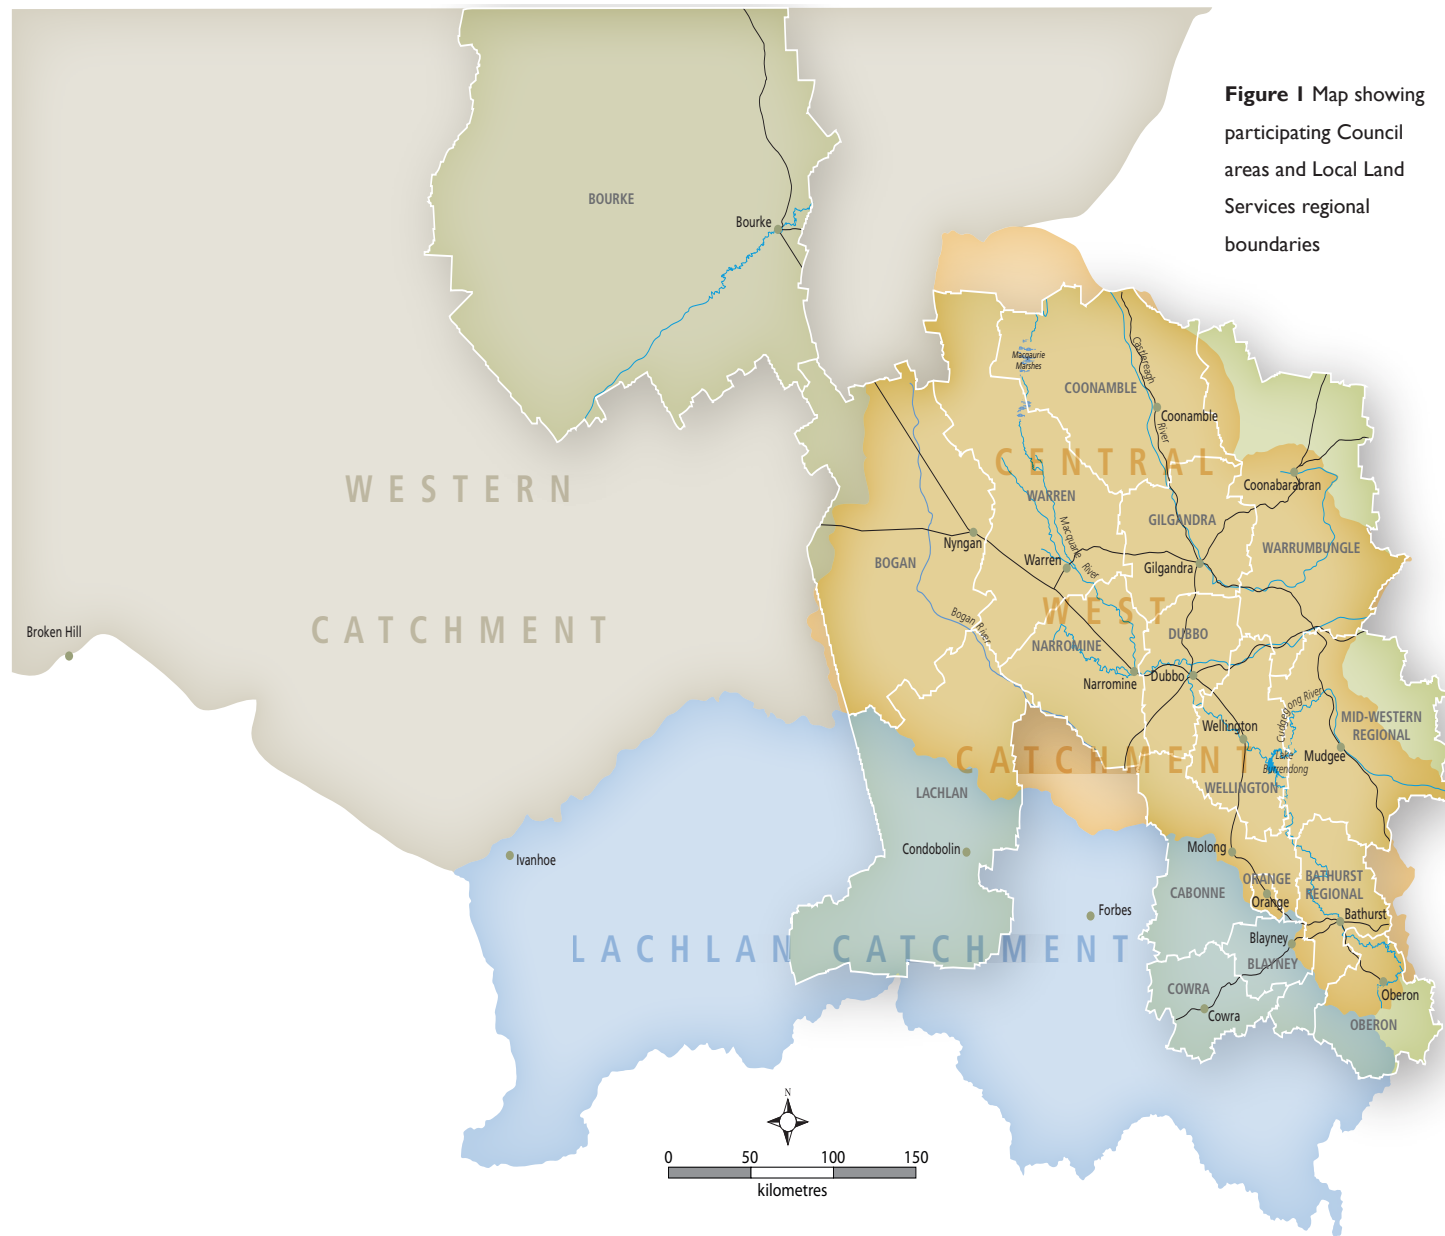 Figure 1 Map showing
participating Council
areas and Local Land
Services regional
boundaries
BOURKE
Bourke
Macqaurie
Marshes
Castlereagh
River
COONAMBLE
Coonamble
WESTERN
CENTRAL
Coonabarabran
WARREN
GILGANDRA
Macquarie
River
Nyngan
WARRUMBUNGLE
BOGAN
Warren
Gilgandra
WEST
Bogan River
CATCHMENT
Broken Hill
DUBBO
NARROMINE
Narromine
Dubbo
Cudgegong River
MID-WESTERN
REGIONAL
Wellington
CATCHMENT
Lake
Burrendong
Mudgee
WELLINGTON
LACHLAN
Condobolin
Molong
Ivanhoe
ORANGE
BATHURST
REGIONAL
CABONNE
Orange
Forbes
Bathurst
Blayney
LACHLAN CATCHMENT
BLAYNEY
COWRA
Oberon
Cowra
OBERON
N
0 50 100 150
kilometres